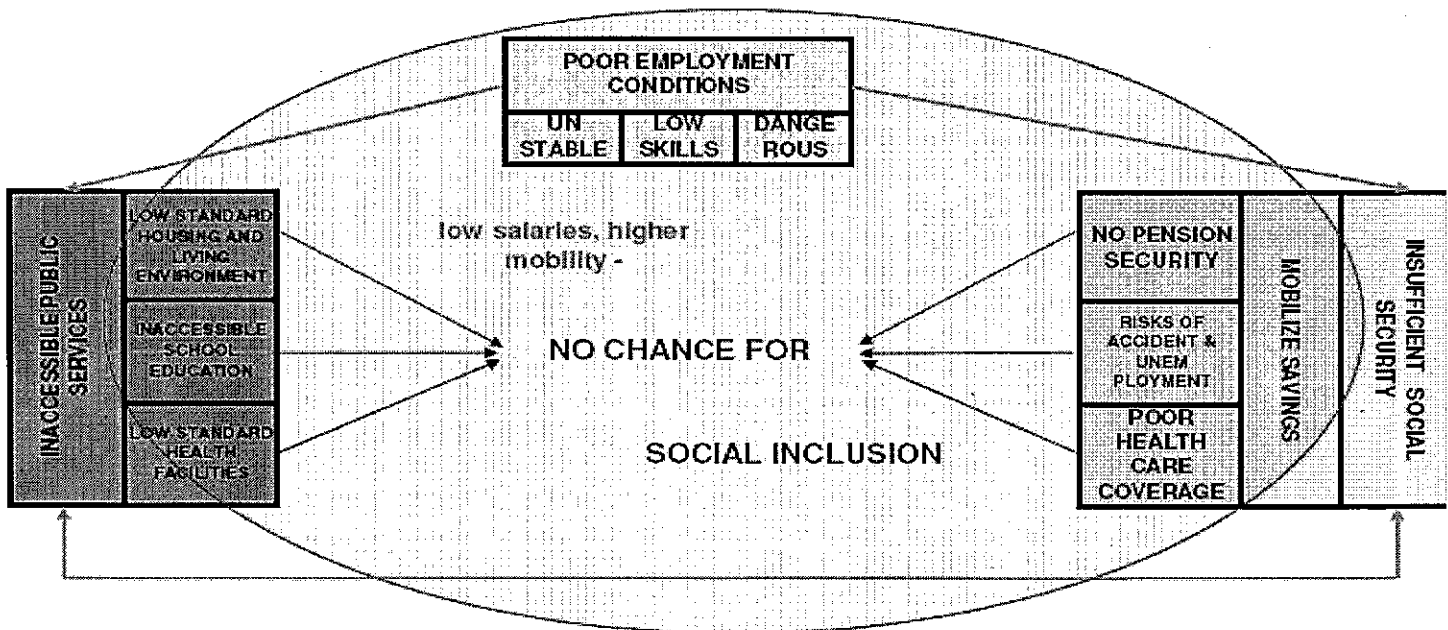 POOR EMPLOYMENT
CONDITIONS
UN
STABLE
LOW
SKILLS
DANGE
ROUS
INACCESSIBLE PUBLIC
SERVICES
LOW STANDARD
HOUSING AND
LIVING
ENVIRONMENT
INACCESSIBLE
SCHOOL
EDUCATION
LOW STANDARD
HEALTH
FACILITIES
low salaries, higher
mobility -
NO CHANCE FOR
SOCIAL INCLUSION
NO PENSION
SECURITY
RISKS OF
ACCIDENT &
UNEM
PLOYMENT
POOR
HEALTH
CARE
COVERAGE
MOBILIZE SAVINGS
INSUFFICIENT SOCIAL
SECURITY